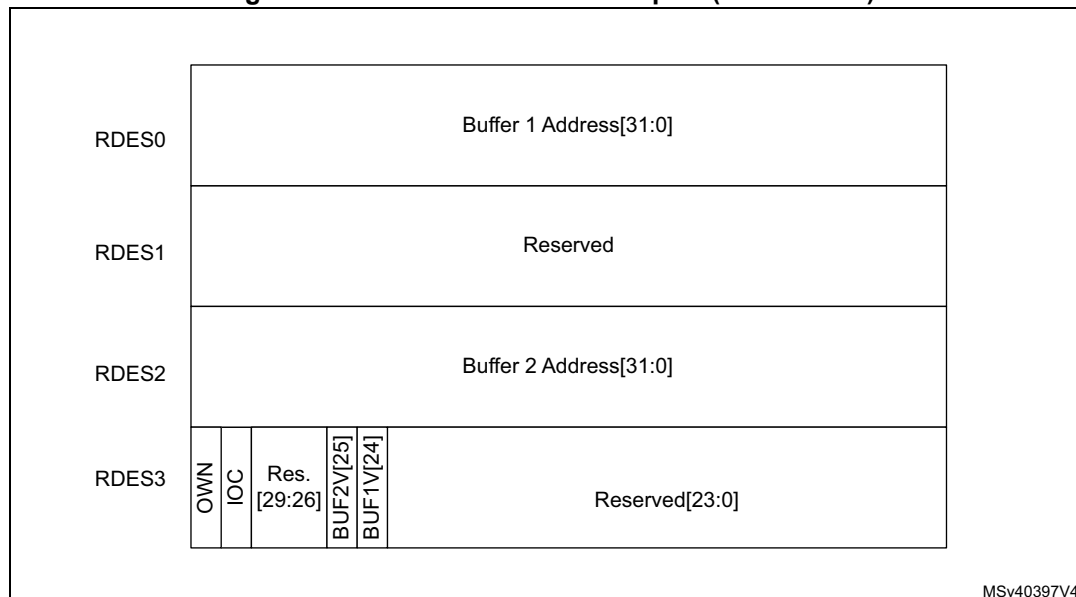 RDES0
Buffer 1 Address[31:0]
RDES1
Reserved
RDES2
Buffer 2 Address[31:0]
RDES3
OWN
IOC
Res.
[29:26]
BUF2V[25]
BUF1V[24]
Reserved[23:0]
MSv40397V4